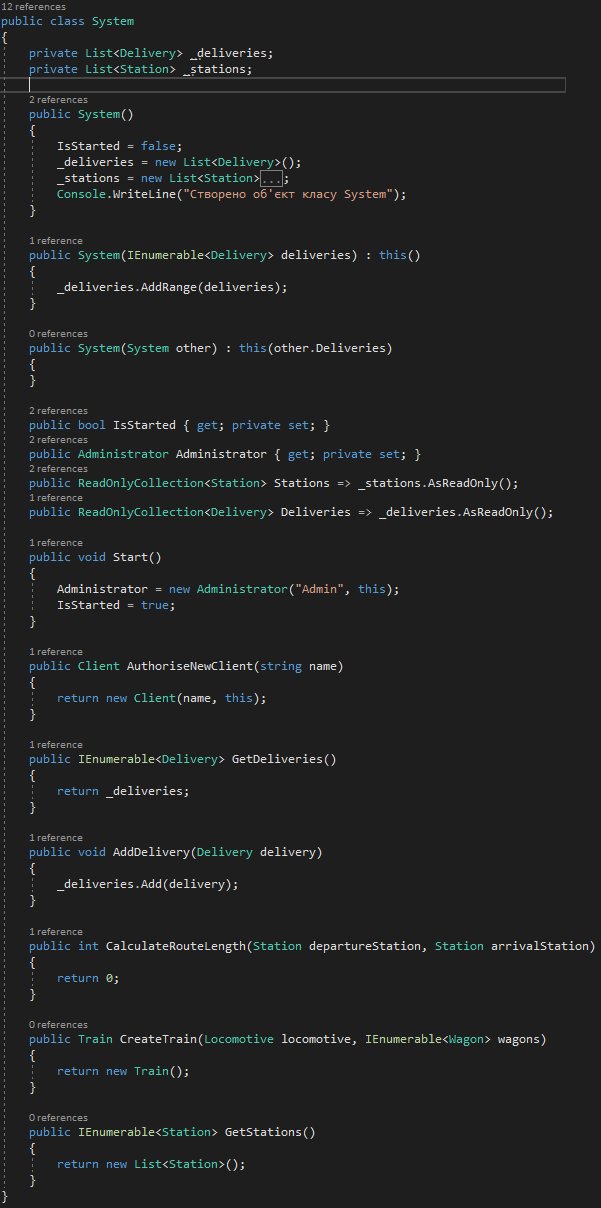 12 references
public class System
{
    private List<Delivery> _deliveries;
    private List<Station> _stations;

    2 references
    public System()
    {
        IsStarted = false;
        _deliveries = new List<Delivery>();
        _stations = new List<Station>...;
        Console.WriteLine("Створено об'єкт класу System");
    }

    1 reference
    public System(IEnumerable<Delivery> deliveries) : this()
    {
        _deliveries.AddRange(deliveries);
    }

    0 references
    public System(System other) : this(other.Deliveries)
    {
    }

    2 references
    public bool IsStarted { get; private set; }
    2 references
    public Administrator Administrator { get; private set; }
    2 references
    public ReadOnlyCollection<Station> Stations => _stations.AsReadOnly();
    1 reference
    public ReadOnlyCollection<Delivery> Deliveries => _deliveries.AsReadOnly();

    1 reference
    public void Start()
    {
        Administrator = new Administrator("Admin", this);
        IsStarted = true;
    }

    1 reference
    public Client AuthoriseNewClient(string name)
    {
        return new Client(name, this);
    }

    1 reference
    public IEnumerable<Delivery> GetDeliveries()
    {
        return _deliveries;
    }

    1 reference
    public void AddDelivery(Delivery delivery)
    {
        _deliveries.Add(delivery);
    }

    1 reference
    public int CalculateRouteLength(Station departureStation, Station arrivalStation)
    {
        return 0;
    }

    0 references
    public Train CreateTrain(Locomotive locomotive, IEnumerable<Wagon> wagons)
    {
        return new Train();
    }

    0 references
    public IEnumerable<Station> GetStations()
    {
        return new List<Station>();
    }
}